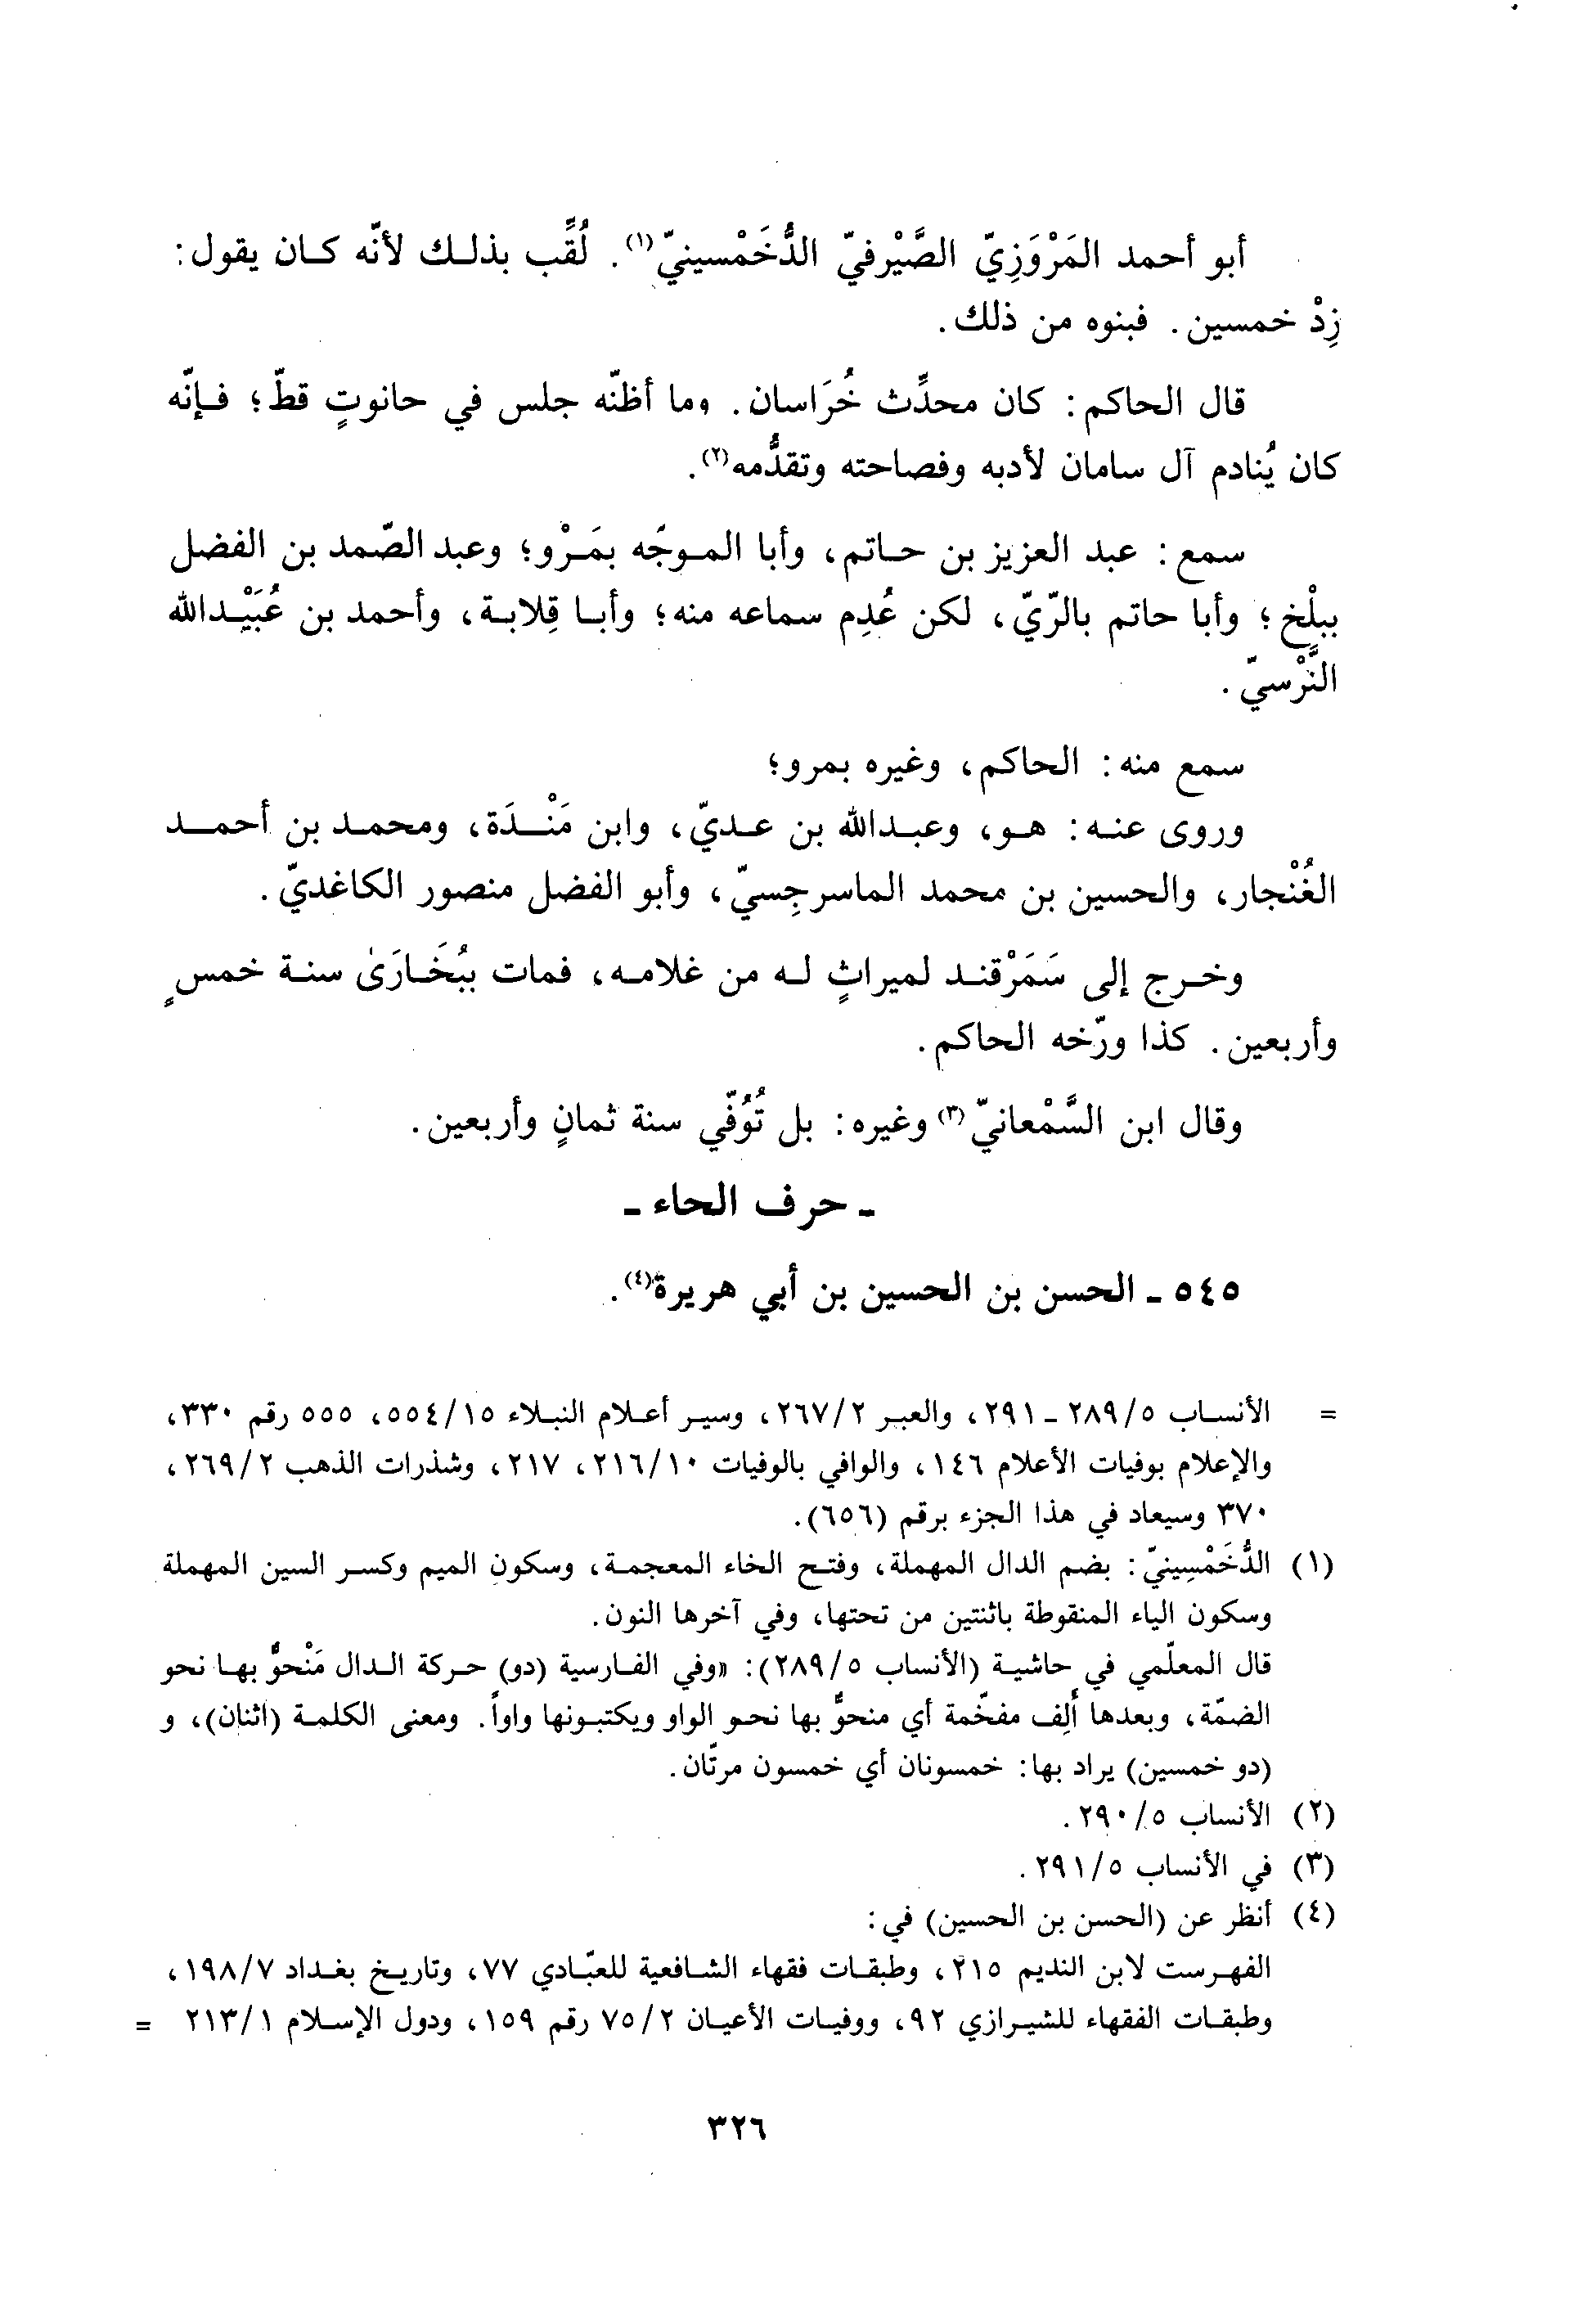 أبو أحمد المَرْوَزِيّ الصَّيْرفيّ الدُّخَمْسينيّ(١). لُقِّب بذلك لأنّه كان يقول:
زِدْ خمسين. فبنوه من ذلك.
قال الحاكم: كان محدِّث خُرَاسان. وما أظنّه جلس في حانوتٍ قطّ؛ فإنّه
كان يُنادم آل سامان لأدبه وفصاحته وتقدُّمه(٢).
سمع: عبد العزيز بن حاتم، وأبا الموجَّه بمَرْو؛ وعبد الصّمد بن الفضل
ببلْخٍ؛ وأبا حاتم بالرّيّ، لكن عُدِم سماعه منه؛ وأبا قِلابة، وأحمد بن عُبَيْدالله
النَّرْسيّ.
سمع منه: الحاكم، وغيره بمرو؛
وروى عنه: هو، وعبدالله بن عديّ، وابن مَنْدَة، ومحمد بن أحمد
الغُنْجار، والحسين بن محمد الماسرجِسيّ، وأبو الفضل منصور الكاغديّ.
وخرج إلى سَمَرْقند لميراثٍ له من غلامه، فمات ببُخَارَىٰ سنة خمسٍ
وأربعين. كذا ورّخه الحاكم.
وقال ابن السَّمْعانيّ(٣) وغيره: بل تُوُفّي سنة ثمانٍ وأربعين.
ـ حرف الحاء ـ
٥٤٥ ـ الحسن بن الحسين بن أبي هريرة(٤).
= الأنساب ٢٨٩/٥ ـ ٢٩١، والعبر ٢٦٧/٢، وسير أعلام النبلاء ٥٥٤/١٥، ٥٥٥ رقم ٣٣٠،
والإعلام بوفيات الأعلام ١٤٦، والوافي بالوفيات ٢١٦/١٠، ٢١٧، وشذرات الذهب ٢٦٩/٢،
٣٧٠ وسيعاد في هذا الجزء برقم (٦٥٦).
(١) الدُّخَمْسِينيّ: بضم الدال المهملة، وفتح الخاء المعجمة، وسكون الميم وكسر السين المهملة
وسكون الياء المنقوطة باثنتين من تحتها، وفي آخرها النون.
قال المعلّمي في حاشية (الأنساب ٢٨٩/٥): «وفي الفارسية (دو) حركة الدال مَنْحوٌّ بها نحو
الضمّة، وبعدها ألِف مفخّمة أي منحوٌّ بها نحو الواو ويكتبونها واواً. ومعنى الكلمة (اثنان)، و
(دو خمسين) يراد بها: خمسونان أي خمسون مرتّان.
(٢) الأنساب ٢٩٠/٥.
(٣) في الأنساب ٢٩١/٥.
(٤) أنظر عن (الحسن بن الحسين) في:
الفهرست لابن النديم ٢١٥، وطبقات فقهاء الشافعية للعبّادي ٧٧، وتاريخ بغداد ١٩٨/٧،
وطبقات الفقهاء للشيرازي ٩٢، ووفيات الأعيان ٧٥/٢ رقم ١٥٩، ودول الإسلام ٢١٣/١ =
٣٢٦